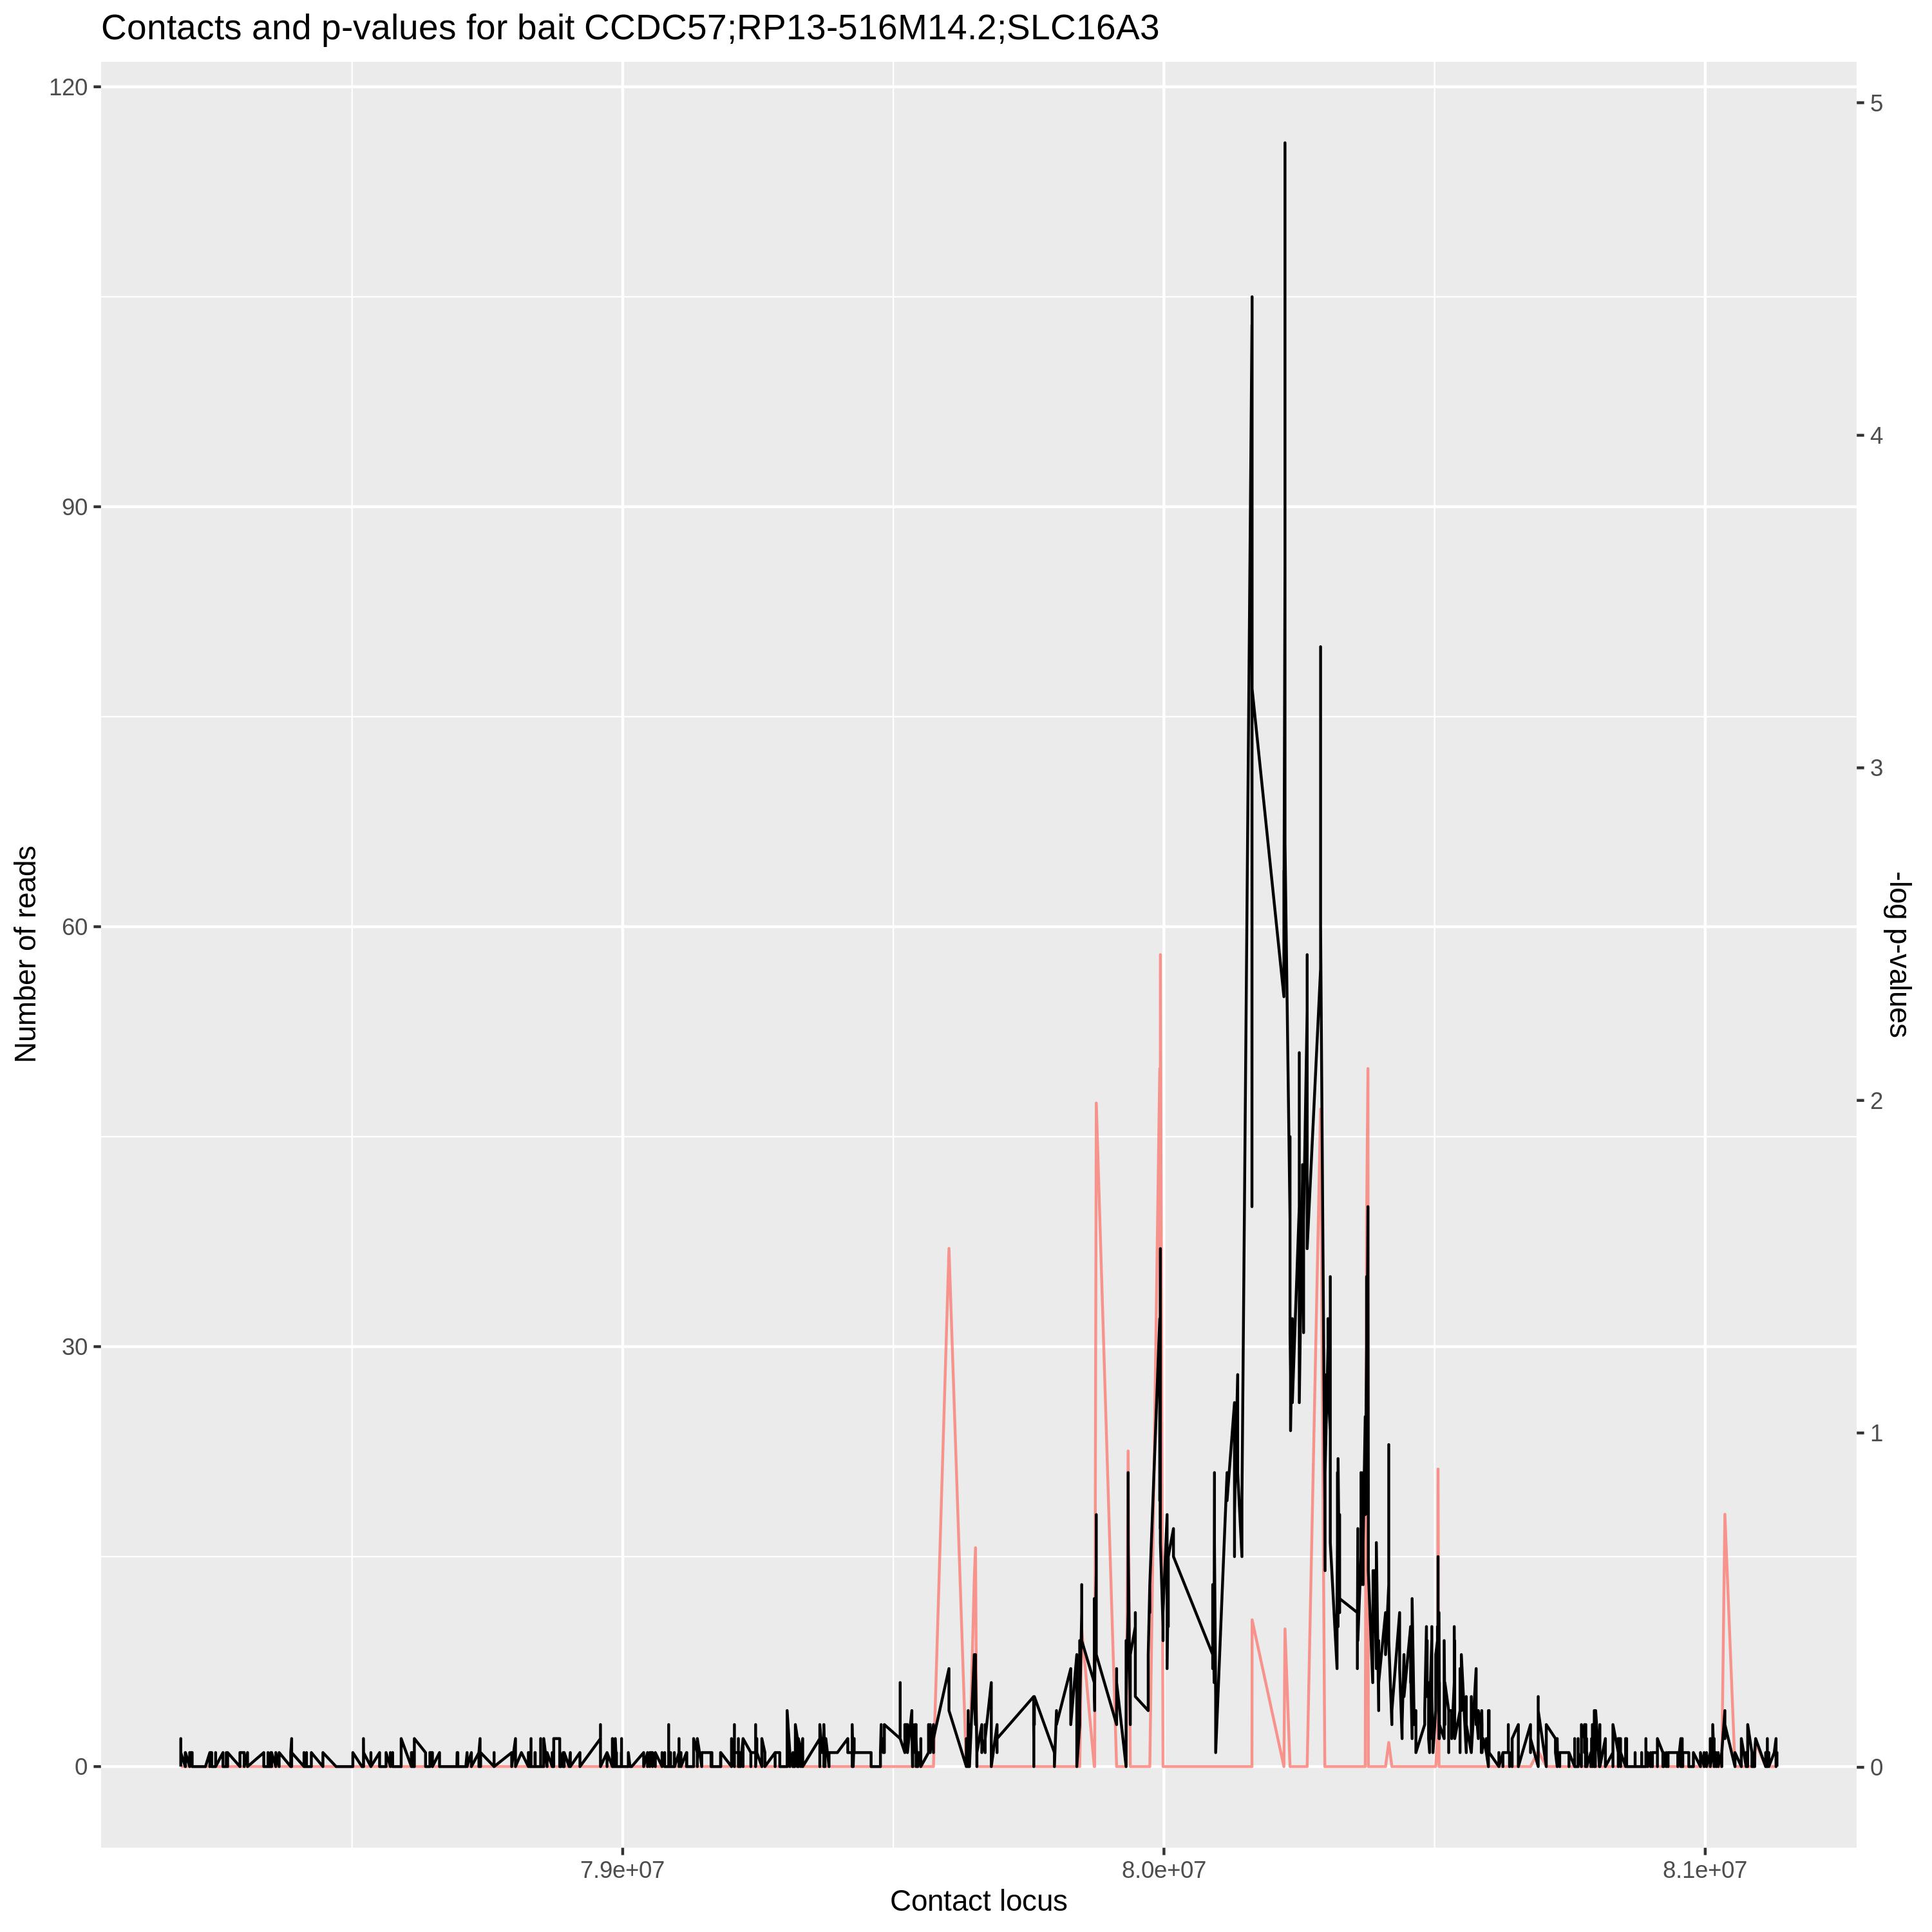 Contacts and p-values for bait CCDC57;RP13-516M14.2;SLC16A3
120
90
60
30
0
Number of reads
5
4
3
2
1
0
-log p-values
7.9e+07
8.0e+07
8.1e+07
Contact locus